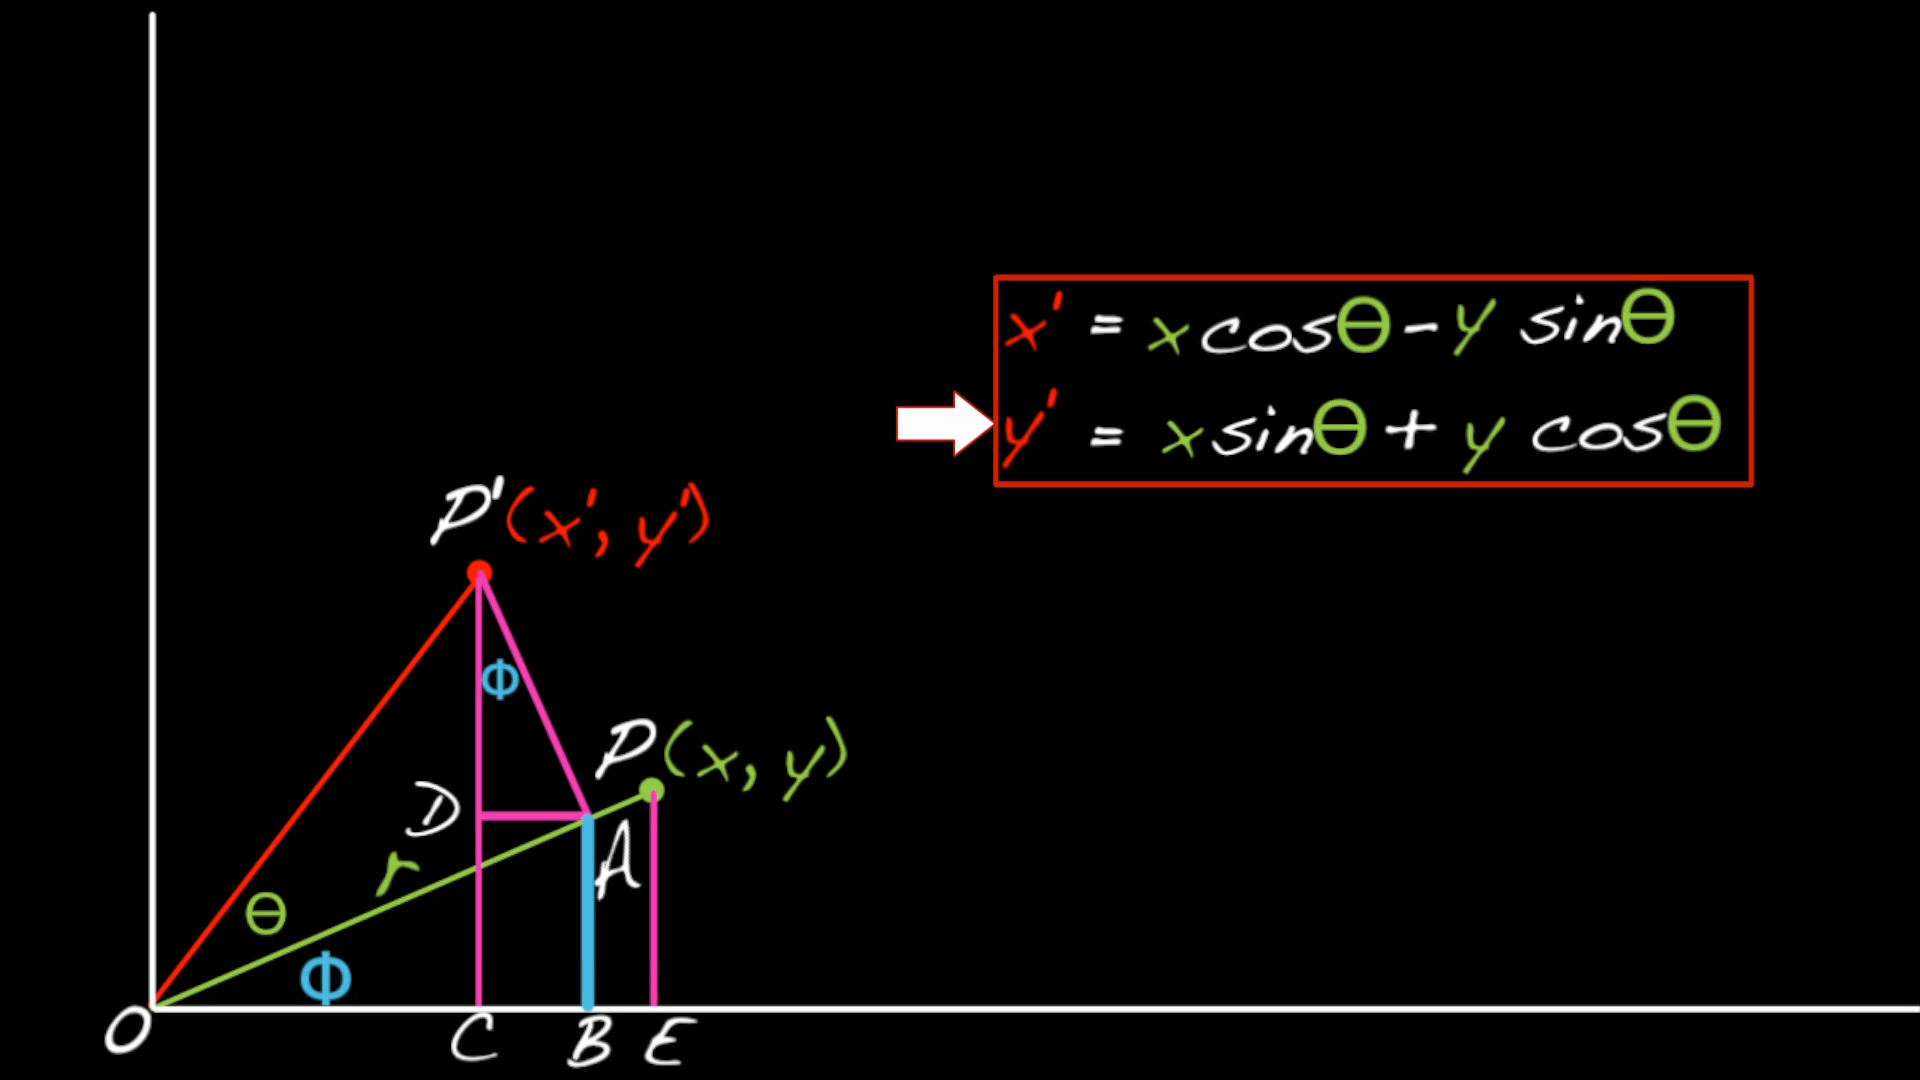 x' = x cosθ - y sinθ
y' = x sinθ + y cosθ
P'(x', y')
Φ
P(x, y)
D
A
r
θ
Φ
O
C B E